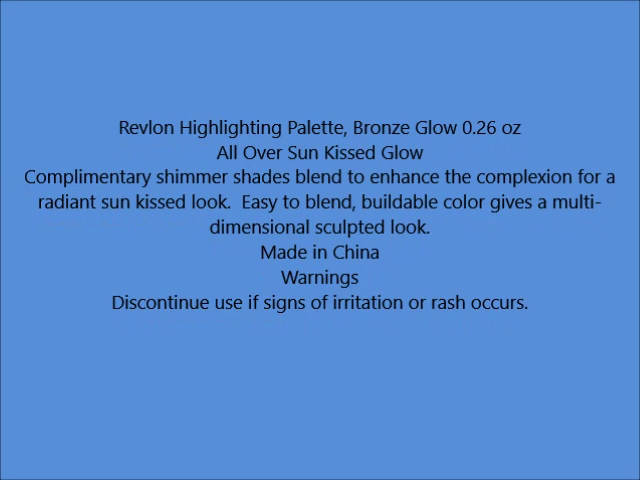 Revlon Highlighting Palette, Bronze Glow 0.26 oz
All Over Sun Kissed Glow
Complimentary shimmer shades blend to enhance the complexion for a
radiant sun kissed look.  Easy to blend, buildable color gives a multi-
dimensional sculpted look.
Made in China
Warnings
Discontinue use if signs of irritation or rash occurs.